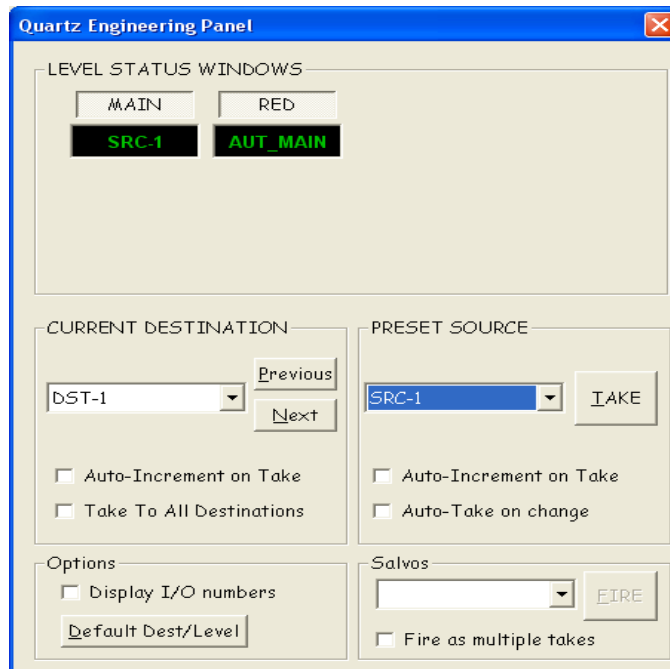 Quartz Engineering Panel
LEVEL STATUS WINDOWS
MAIN RED
SRC-1 AUT_MAIN
CURRENT DESTINATION
DST-1
Previous
Next
Auto-Increment on Take
Take To All Destinations
PRESET SOURCE
SRC-1
TAKE
Auto-Increment on Take
Auto-Take on change
Options
Display I/O numbers
Default Dest/Level
Salvos
FIRE
Fire as multiple takes